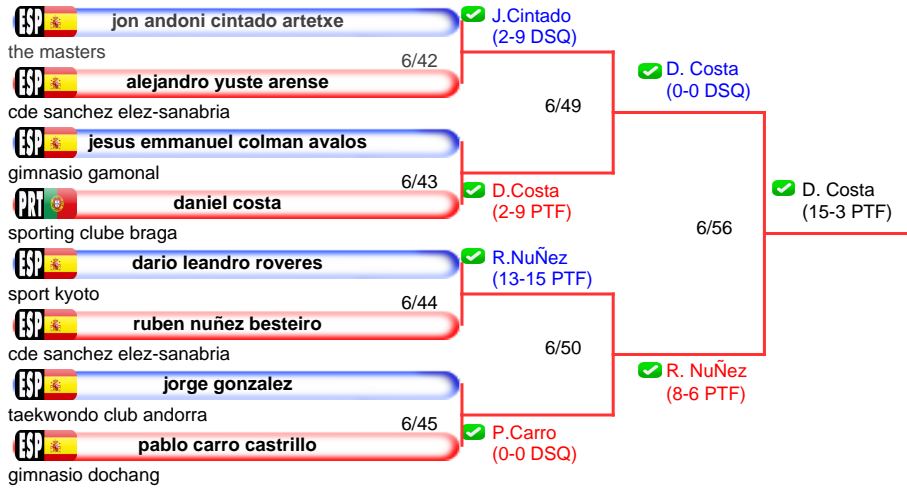 ESP jon andoni cintado artetxe
the masters
6/42
ESP alejandro yuste arense
cde sanchez elez-sanabria
ESP jesus emmanuel colman avalos
gimnasio gamonal
6/43
PRT daniel costa
sporting clube braga
ESP dario leandro roveres
sport kyoto
6/44
ESP ruben nuñez besteiro
cde sanchez elez-sanabria
ESP jorge gonzalez
taekwondo club andorra
6/45
ESP pablo carro castrillo
gimnasio dochang
J.Cintado
(2-9 DSQ)
6/49
D.Costa
(2-9 PTF)
R.NuÑez
(13-15 PTF)
6/50
P.Carro
(0-0 DSQ)
D. Costa
(0-0 DSQ)
6/56
R. NuÑez
(8-6 PTF)
D. Costa
(15-3 PTF)